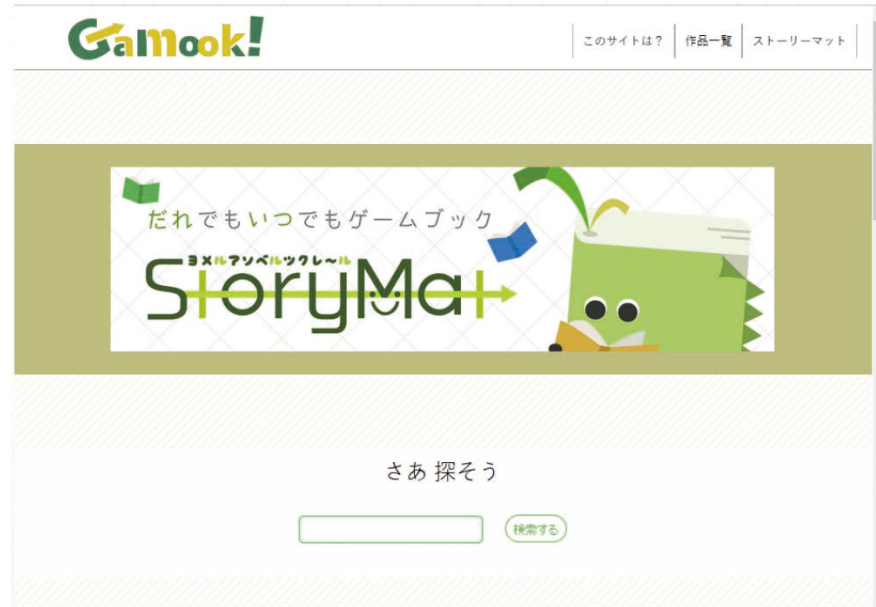 Gamook!
このサイトは?
作品一覧
ストーリーマット
だれでもいつでもゲームブック
ヨメルアソベルツクレ〜ル
StoryMat
さあ 探そう
検索する